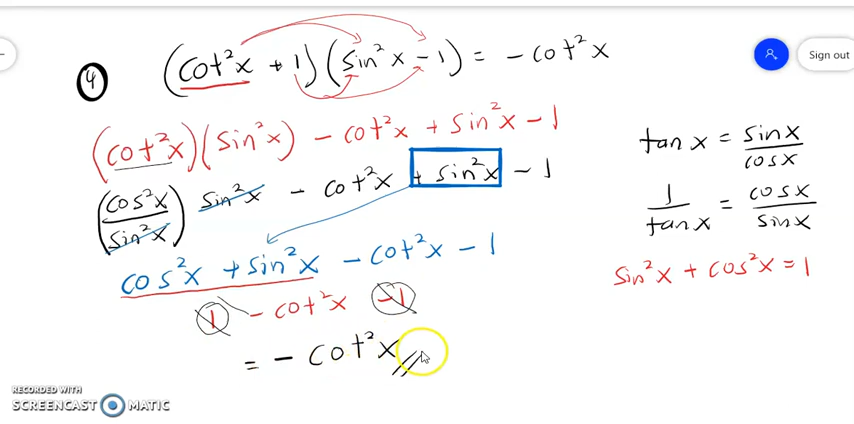 Sign out
④ (cot²x + 1)(sin²x - 1) = - cot²x
(cot²x)(sin²x) - cot²x + sin²x - 1
(cos²x / sin²x) sin²x - cot²x + sin²x - 1
cos²x + sin²x - cot²x - 1
1 - cot²x - 1
= - cot²x //
tan x = sin x / cos x
1 / tan x = cos x / sin x
sin²x + cos²x = 1
RECORDED WITH
SCREENCAST MATIC